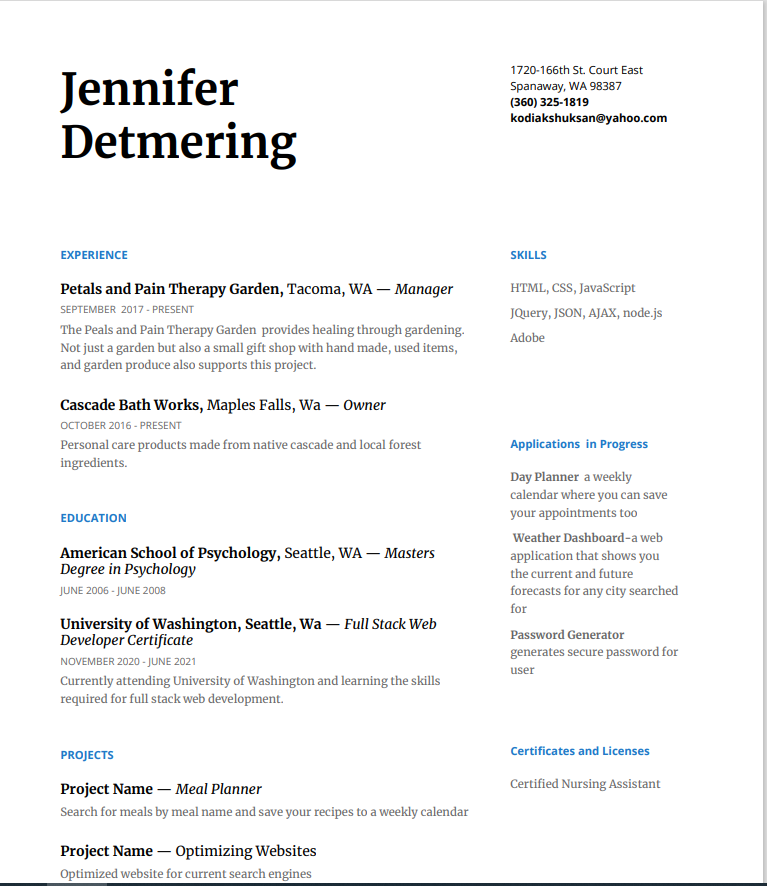 Jennifer
Detmering
1720-166th St. Court East
Spanaway, WA 98387
(360) 325-1819
kodiakshuksan@yahoo.com
EXPERIENCE
Petals and Pain Therapy Garden, Tacoma, WA — Manager
SEPTEMBER  2017 - PRESENT
The Peals and Pain Therapy Garden  provides healing through gardening.
Not just a garden but also a small gift shop with hand made, used items,
and garden produce also supports this project.
Cascade Bath Works, Maples Falls, Wa — Owner
OCTOBER 2016 - PRESENT
Personal care products made from native cascade and local forest
ingredients.
EDUCATION
American School of Psychology, Seattle, WA — Masters
Degree in Psychology
JUNE 2006 - JUNE 2008
University of Washington, Seattle, Wa — Full Stack Web
Developer Certificate
NOVEMBER 2020 - JUNE 2021
Currently attending University of Washington and learning the skills
required for full stack web development.
PROJECTS
Project Name — Meal Planner
Search for meals by meal name and save your recipes to a weekly calendar
Project Name — Optimizing Websites
Optimized website for current search engines
SKILLS
HTML, CSS, JavaScript
JQuery, JSON, AJAX, node.js
Adobe
Applications  in Progress
Day Planner  a weekly
calendar where you can save
your appointments too
Weather Dashboard-a web
application that shows you
the current and future
forecasts for any city searched
for
Password Generator
generates secure password for
user
Certificates and Licenses
Certified Nursing Assistant